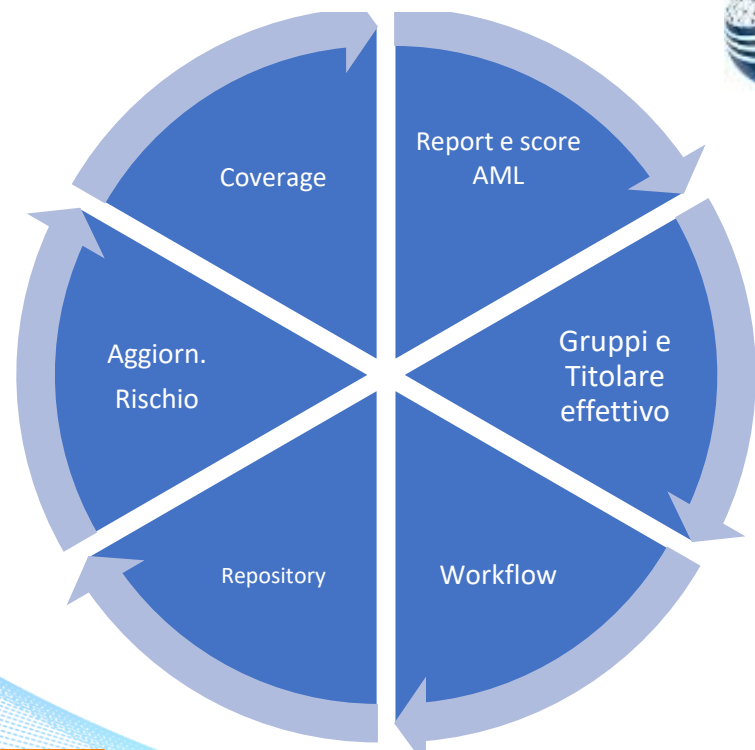 Coverage
Report e score
AML
Gruppi e
Titolare
effettivo
Workflow
Repository
Aggiorn.
Rischio